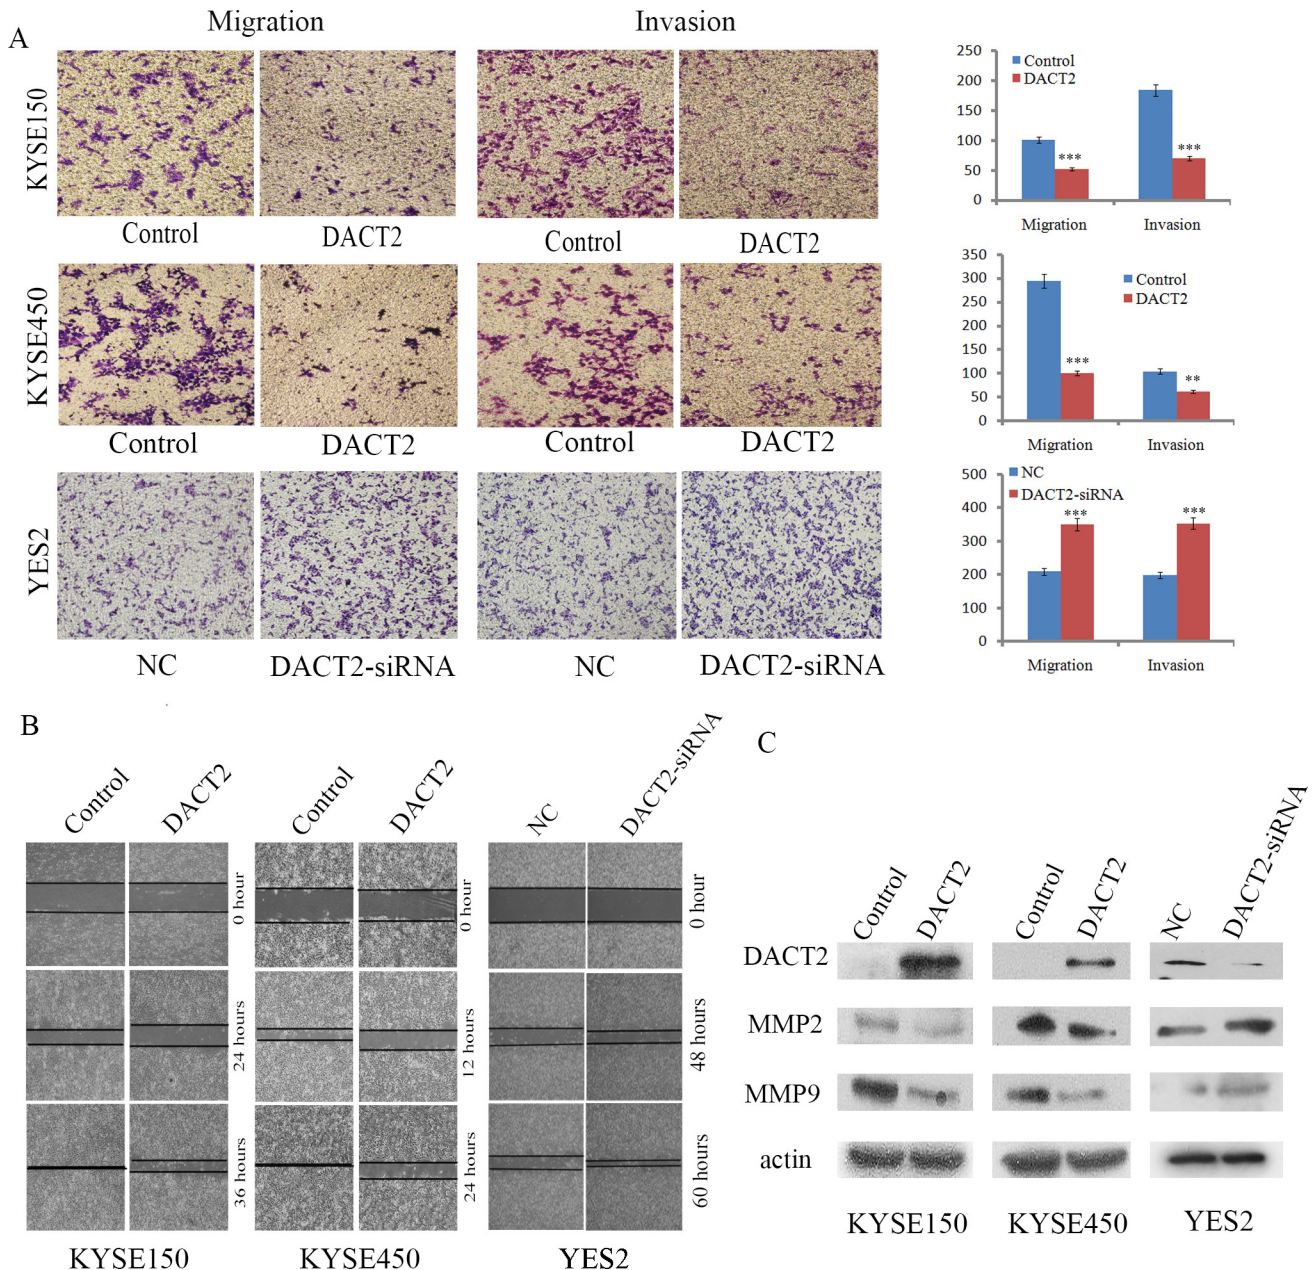 A
Migration
Invasion
KYSE150
Control
DACT2
Control
DACT2
250
200
150
100
50
0
Control
DACT2
***
***
Migration
Invasion
KYSE450
Control
DACT2
Control
DACT2
350
300
250
200
150
100
50
0
Control
DACT2
***
**
Migration
Invasion
YES2
NC
DACT2-siRNA
NC
DACT2-siRNA
500
400
300
200
100
0
NC
DACT2-siRNA
***
***
Migration
Invasion
B
Control
DACT2
Control
DACT2
NC
DACT2-siRNA
0 hour
0 hour
0 hour
24 hours
12 hours
48 hours
36 hours
24 hours
60 hours
KYSE150
KYSE450
YES2
C
Control
DACT2
Control
DACT2
NC
DACT2-siRNA
DACT2
MMP2
MMP9
actin
KYSE150
KYSE450
YES2